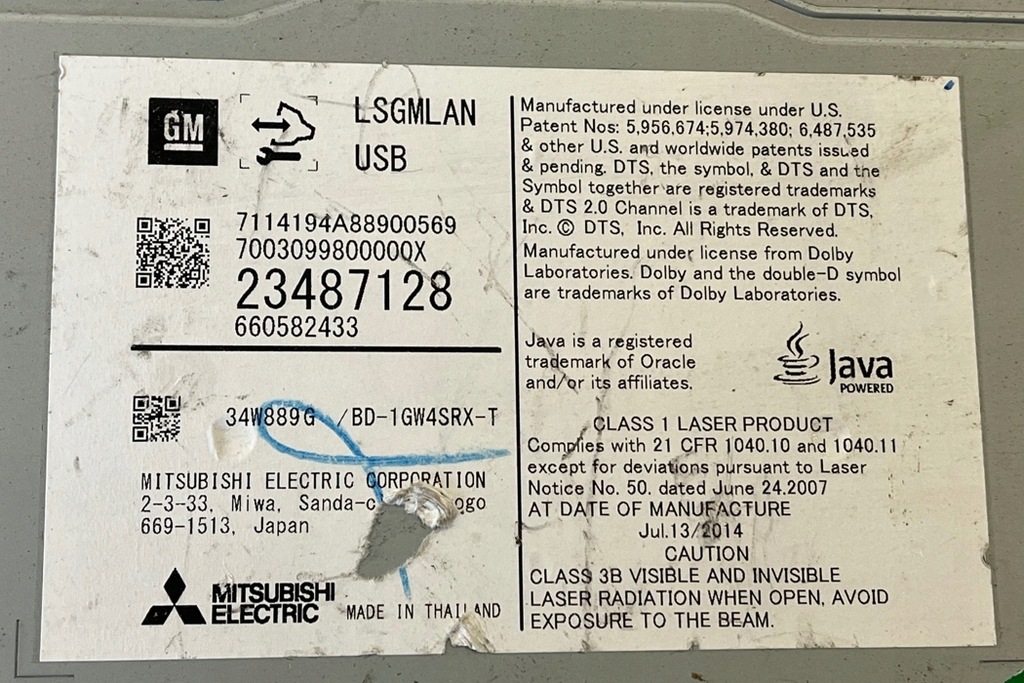 GM
LSGMLAN
USB
7114194A88900569
7003099800000X
23487128
660582433
34W889G /BD-1GW4SRX-T
MITSUBISHI ELECTRIC CORPORATION
2-3-33, Miwa,
669-1513, Japan
MITSUBISHI
ELECTRIC
MADE IN THAILAND
Manufactured under license under U.S.
Patent Nos: 5,956,674;5,974,380; 6,487,535
& other U.S. and worldwide patents issued
& pending. DTS, the symbol, & DTS and the
Symbol together are registered trademarks
& DTS 2.0 Channel is a trademark of DTS,
Inc. © DTS, Inc. All Rights Reserved.
Manufactured under license from Dolby
Laboratories. Dolby and the double-D symbol
are trademarks of Dolby Laboratories.
Java is a registered
trademark of Oracle
and/or its affiliates.
Java
POWERED
CLASS 1 LASER PRODUCT
Complies with 21 CFR 1040.10 and 1040.11
except for deviations pursuant to Laser
Notice No. 50. dated June 24.2007
AT DATE OF MANUFACTURE
Jul.13/2014
CAUTION
CLASS 3B VISIBLE AND INVISIBLE
LASER RADIATION WHEN OPEN, AVOID
EXPOSURE TO THE BEAM.